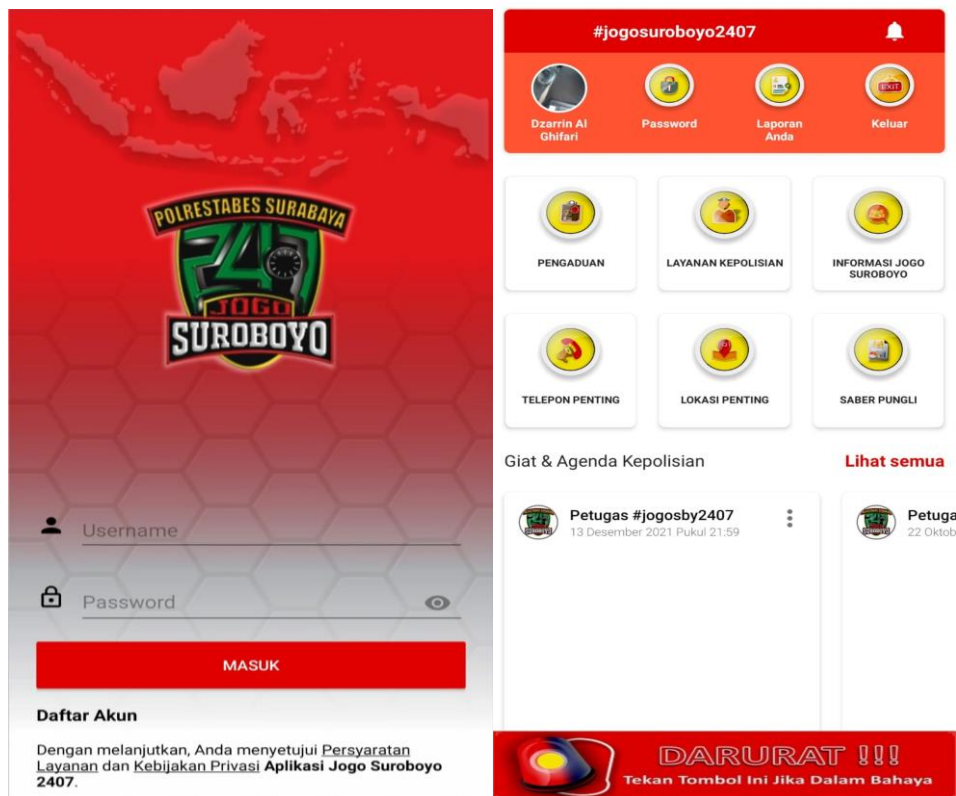 POLRESTABES SURABAYA
247
JOGO
SUROBOYO
Username
Password
MASUK
Daftar Akun
Dengan melanjutkan, Anda menyetujui Persyaratan
Layanan dan Kebijakan Privasi Aplikasi Jogo Suroboyo
2407.
#jogosuroboyo2407
Dzarrin Al
Ghifari
Password
Laporan
Anda
EXIT
Keluar
PENGADUAN
LAYANAN KEPOLISIAN
INFORMASI JOGO
SUROBOYO
TELEPON PENTING
LOKASI PENTING
SABER PUNGLI
Giat & Agenda Kepolisian
Lihat semua
Petugas #jogosby2407
13 Desember 2021 Pukul 21:59
Petuga
22 Oktob
DARURAT !!!
Tekan Tombol Ini Jika Dalam Bahaya